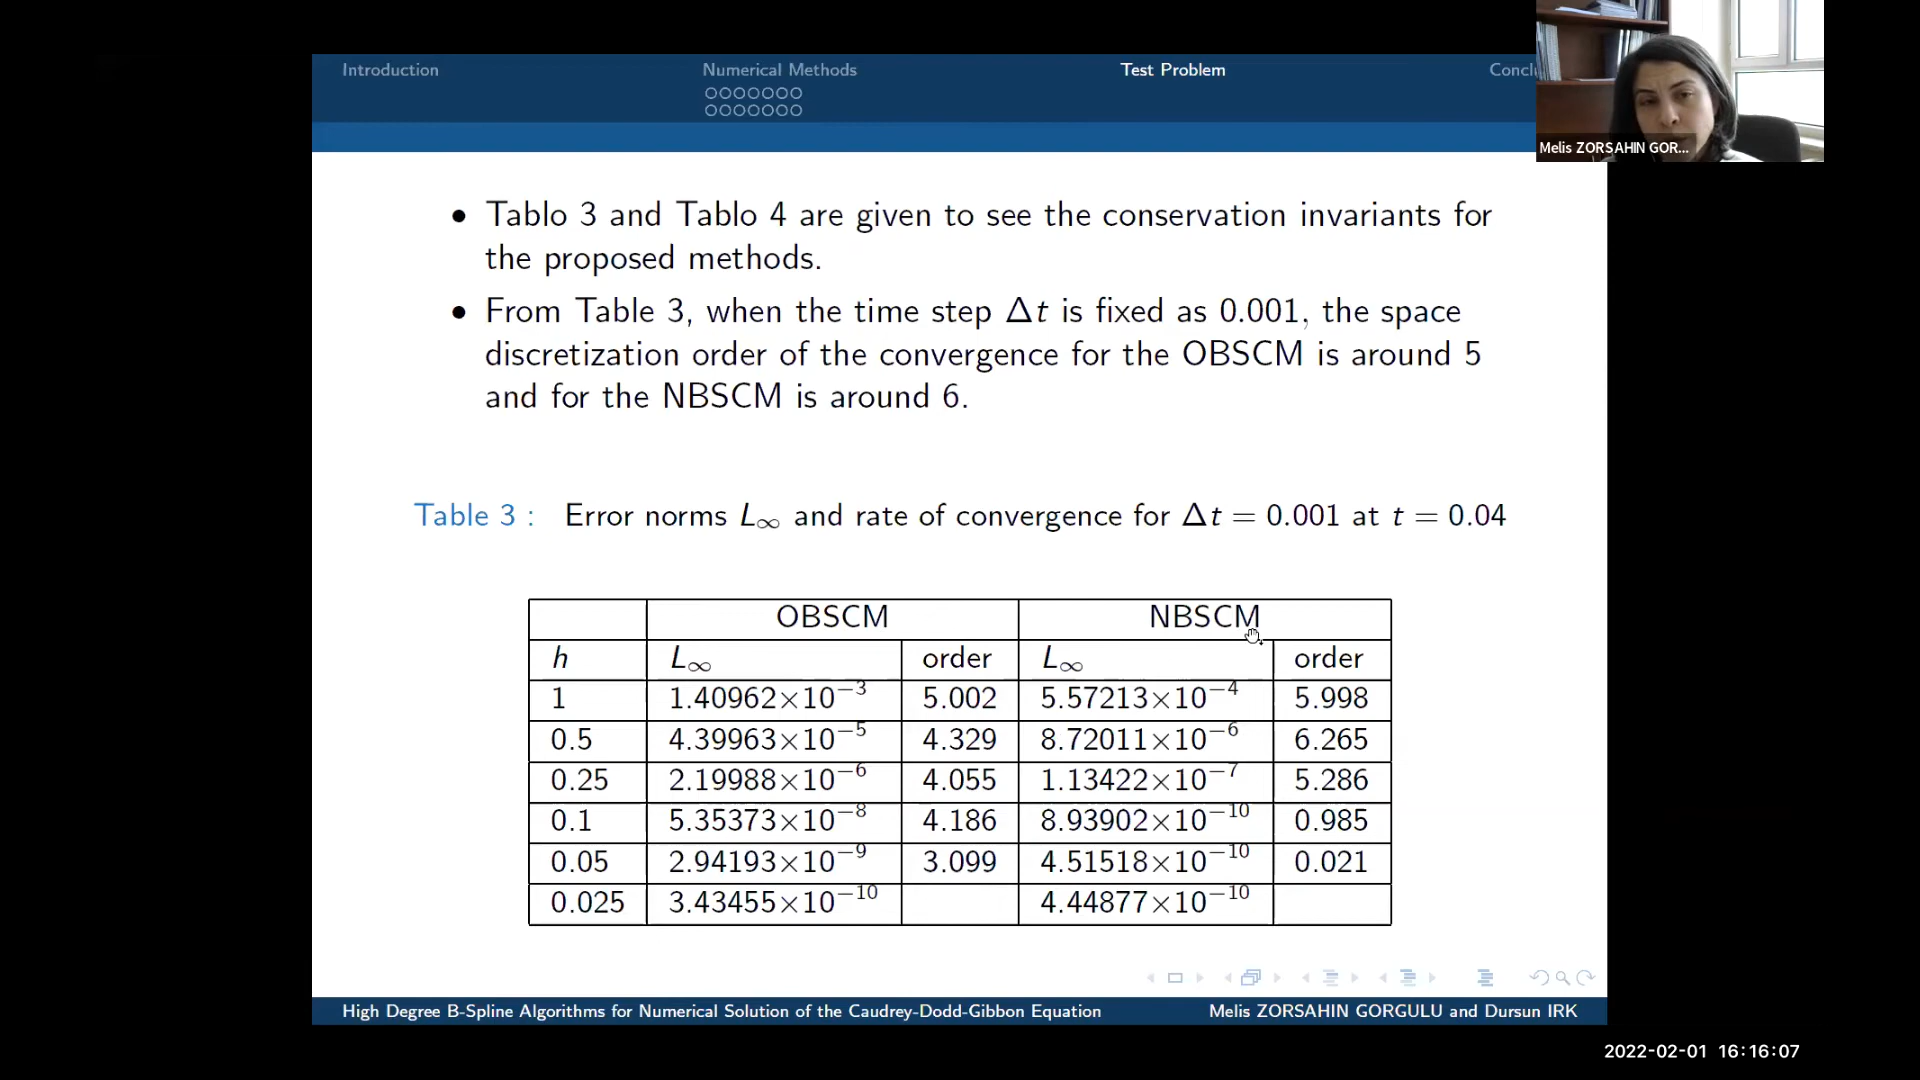 Introduction Numerical Methods Test Problem Conclu
Melis ZORSAHIN GOR...
• Tablo 3 and Tablo 4 are given to see the conservation invariants for
the proposed methods.
• From Table 3, when the time step Δt is fixed as 0.001, the space
discretization order of the convergence for the OBSCM is around 5
and for the NBSCM is around 6.
Table 3 : Error norms L∞ and rate of convergence for Δt = 0.001 at t = 0.04
OBSCM NBSCM
h L∞ order L∞ order
1 1.40962×10⁻³ 5.002 5.57213×10⁻⁴ 5.998
0.5 4.39963×10⁻⁵ 4.329 8.72011×10⁻⁶ 6.265
0.25 2.19988×10⁻⁶ 4.055 1.13422×10⁻⁷ 5.286
0.1 5.35373×10⁻⁸ 4.186 8.93902×10⁻¹⁰ 0.985
0.05 2.94193×10⁻⁹ 3.099 4.51518×10⁻¹⁰ 0.021
0.025 3.43455×10⁻¹⁰ 4.44877×10⁻¹⁰
High Degree B-Spline Algorithms for Numerical Solution of the Caudrey-Dodd-Gibbon Equation Melis ZORSAHIN GORGULU and Dursun IRK
2022-02-01 16:16:07